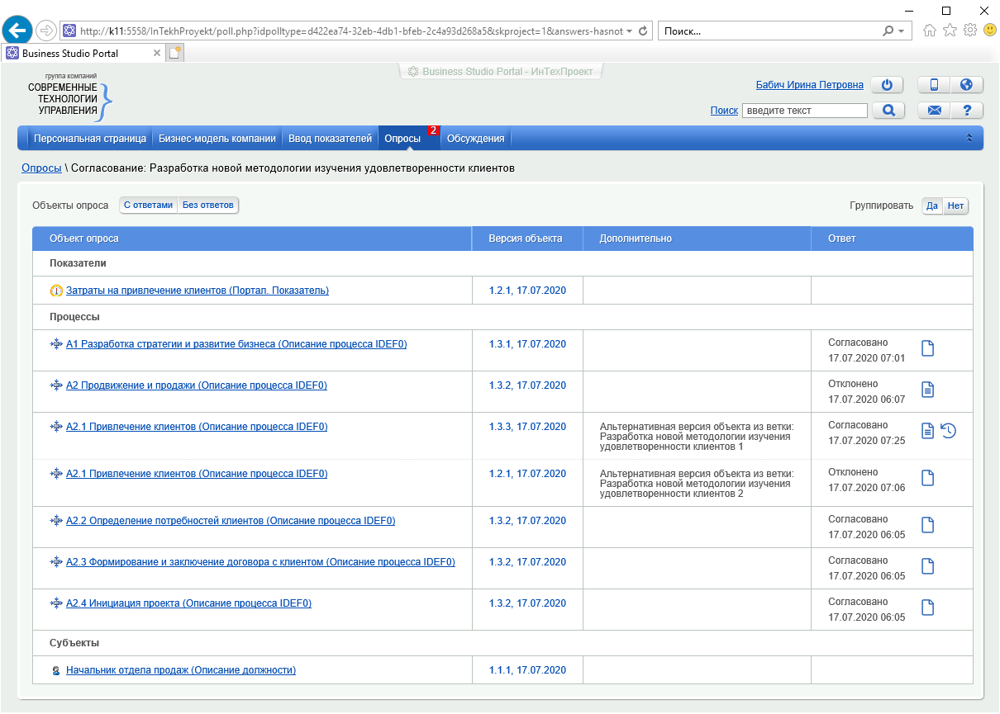 http://k11:5558/InTekhProyekt/poll.php?idpolltype=d422ea74-32eb-4db1-bfeb-2c4a93d268a5&skproject=1&answers-hasnot
Поиск...
Business Studio Portal
Business Studio Portal - ИнТехПроект
группа компаний
СОВРЕМЕННЫЕ
ТЕХНОЛОГИИ
УПРАВЛЕНИЯ
Бабич Ирина Петровна
Поиск введите текст
?
Персональная страница Бизнес-модель компании Ввод показателей Опросы 2 Обсуждения
Опросы \ Согласование: Разработка новой методологии изучения удовлетворенности клиентов
Объекты опроса С ответами Без ответов Группировать Да Нет
Объект опроса Версия объекта Дополнительно Ответ
Показатели
Затраты на привлечение клиентов (Портал. Показатель) 1.2.1, 17.07.2020
Процессы
A1 Разработка стратегии и развитие бизнеса (Описание процесса IDEF0) 1.3.1, 17.07.2020 Согласовано
17.07.2020 07:01
A2 Продвижение и продажи (Описание процесса IDEF0) 1.3.2, 17.07.2020 Отклонено
17.07.2020 06:07
A2.1 Привлечение клиентов (Описание процесса IDEF0) 1.3.3, 17.07.2020 Альтернативная версия объекта из ветки: Согласовано
Разработка новой методологии изучения 17.07.2020 07:25
удовлетворенности клиентов 1
A2.1 Привлечение клиентов (Описание процесса IDEF0) 1.2.1, 17.07.2020 Альтернативная версия объекта из ветки: Отклонено
Разработка новой методологии изучения 17.07.2020 07:06
удовлетворенности клиентов 2
A2.2 Определение потребностей клиентов (Описание процесса IDEF0) 1.3.2, 17.07.2020 Согласовано
17.07.2020 06:05
A2.3 Формирование и заключение договора с клиентом (Описание процесса IDEF0) 1.3.2, 17.07.2020 Согласовано
17.07.2020 06:05
A2.4 Инициация проекта (Описание процесса IDEF0) 1.3.2, 17.07.2020 Согласовано
17.07.2020 06:05
Субъекты
Начальник отдела продаж (Описание должности) 1.1.1, 17.07.2020